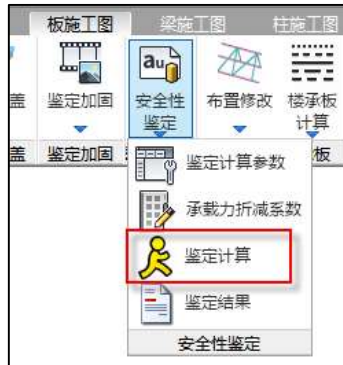 板施工图 梁施工图 柱施工图
盖 鉴定加固 安全性 布置修改 楼承板
鉴定 计算
盖 鉴定加固 板
鉴定计算参数
承载力折减系数
鉴定计算
鉴定结果
安全性鉴定